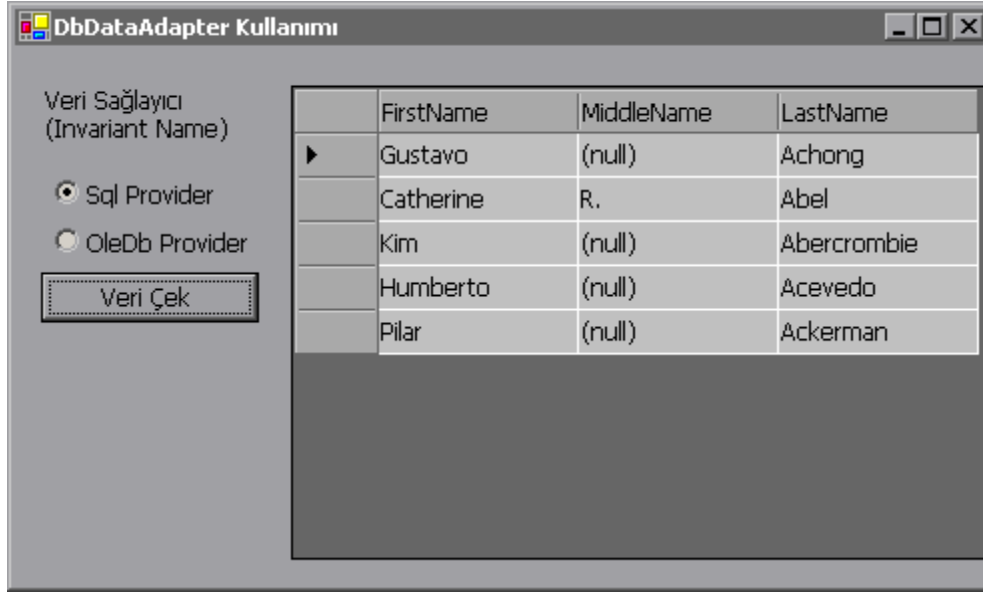 DbDataAdapter Kullanımı
Veri Sağlayıcı
(Invariant Name)
Sql Provider
OleDb Provider
Veri Çek
FirstName MiddleName LastName
Gustavo (null) Achong
Catherine R. Abel
Kim (null) Abercrombie
Humberto (null) Acevedo
Pilar (null) Ackerman